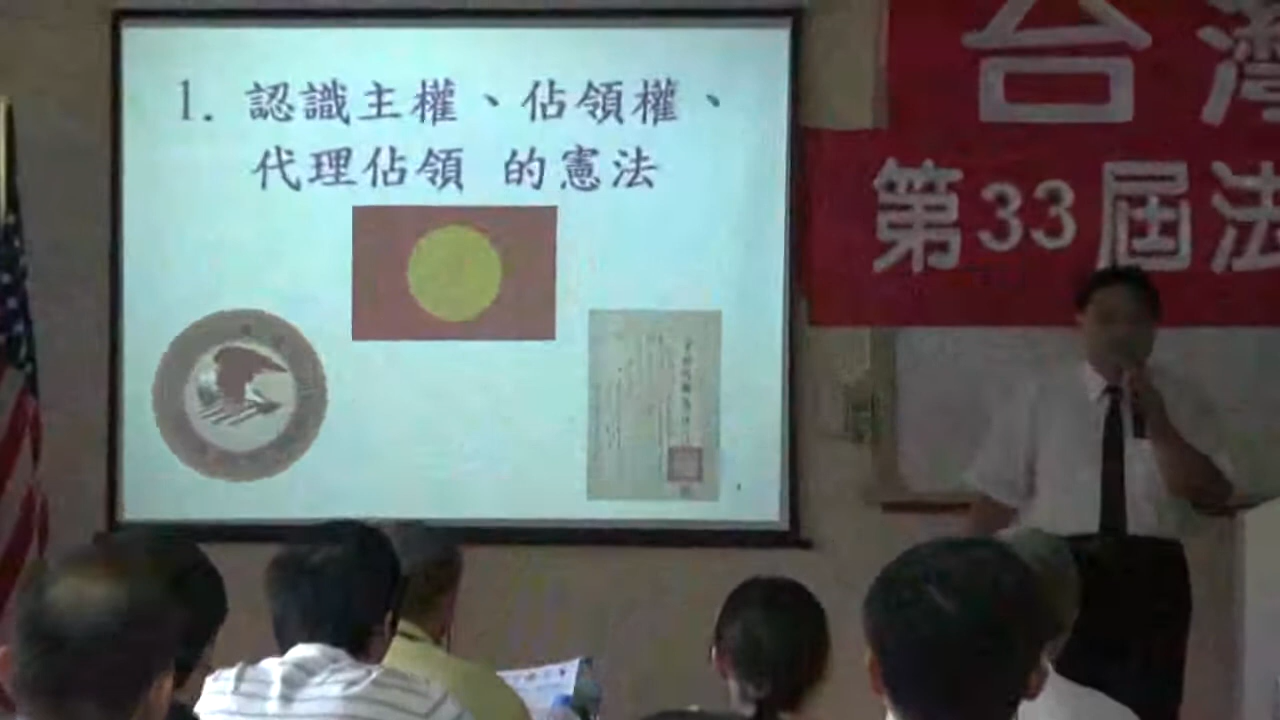 1. 認識主權、佔領權、
代理佔領 的憲法
台灣
第33屆法